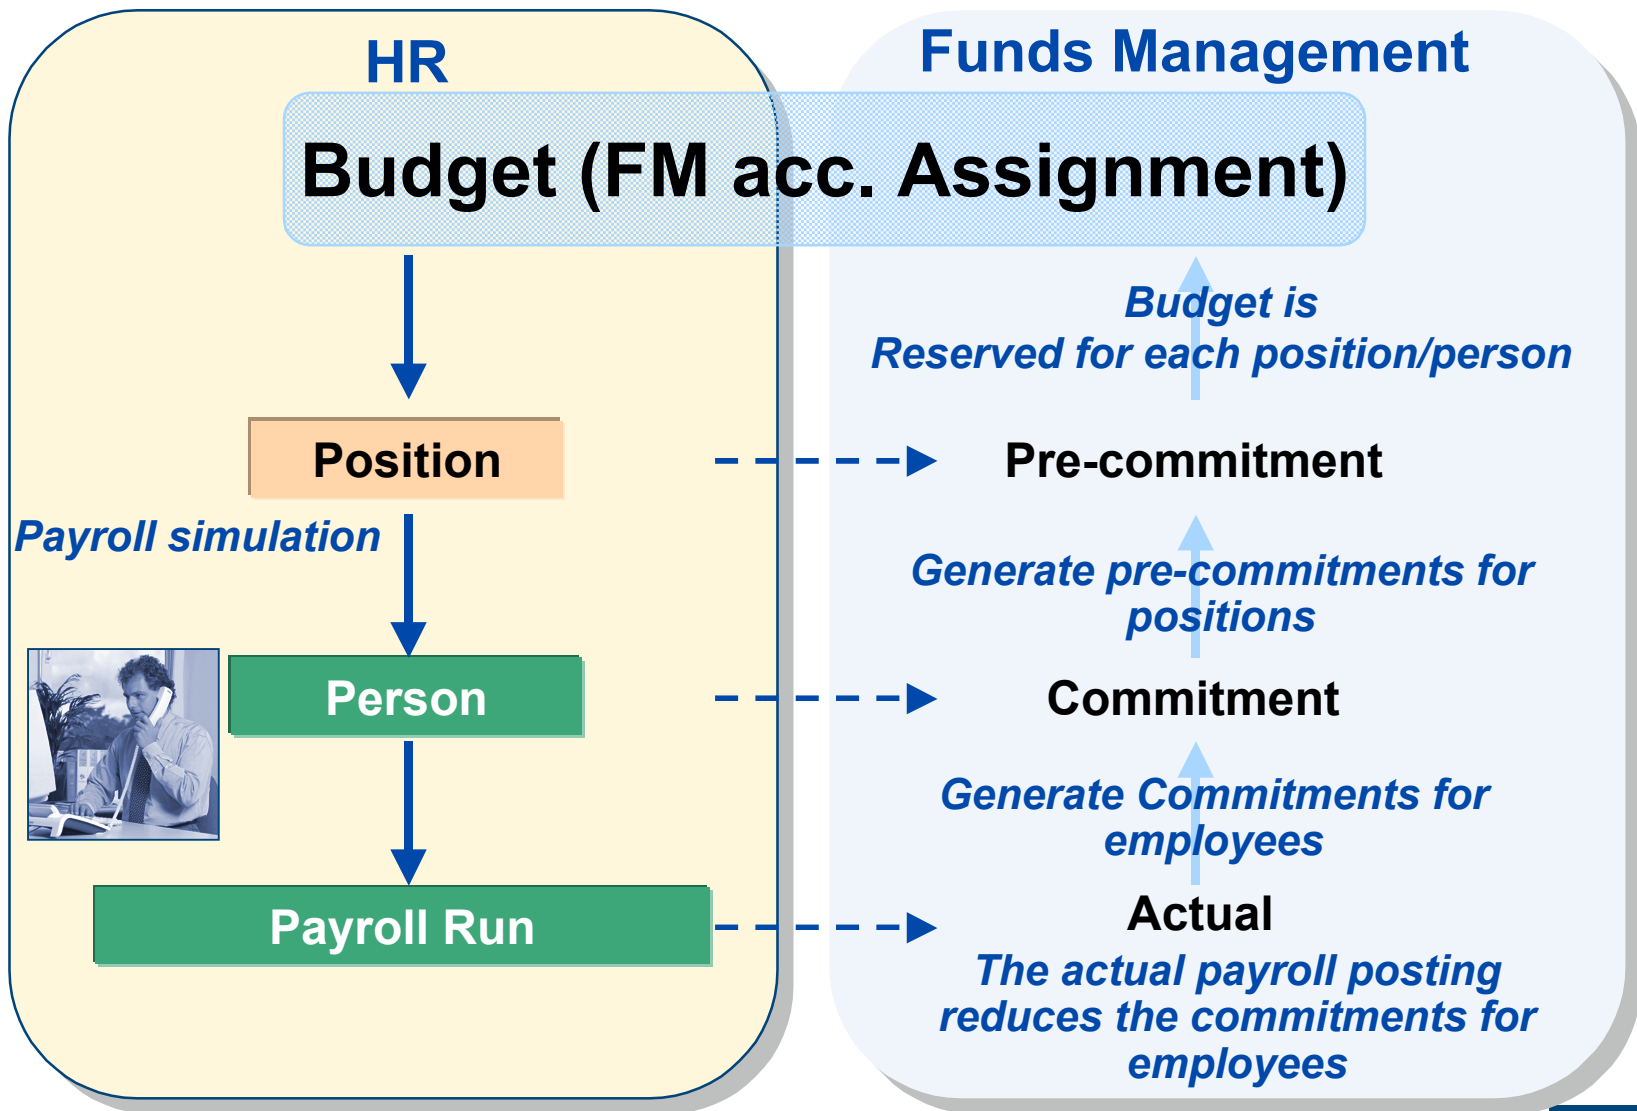 HR
Funds Management
Budget (FM acc. Assignment)
Budget is
Reserved for each position/person
Position
Pre-commitment
Payroll simulation
Generate pre-commitments for
positions
Person
Commitment
Generate Commitments for
employees
Payroll Run
Actual
The actual payroll posting
reduces the commitments for
employees